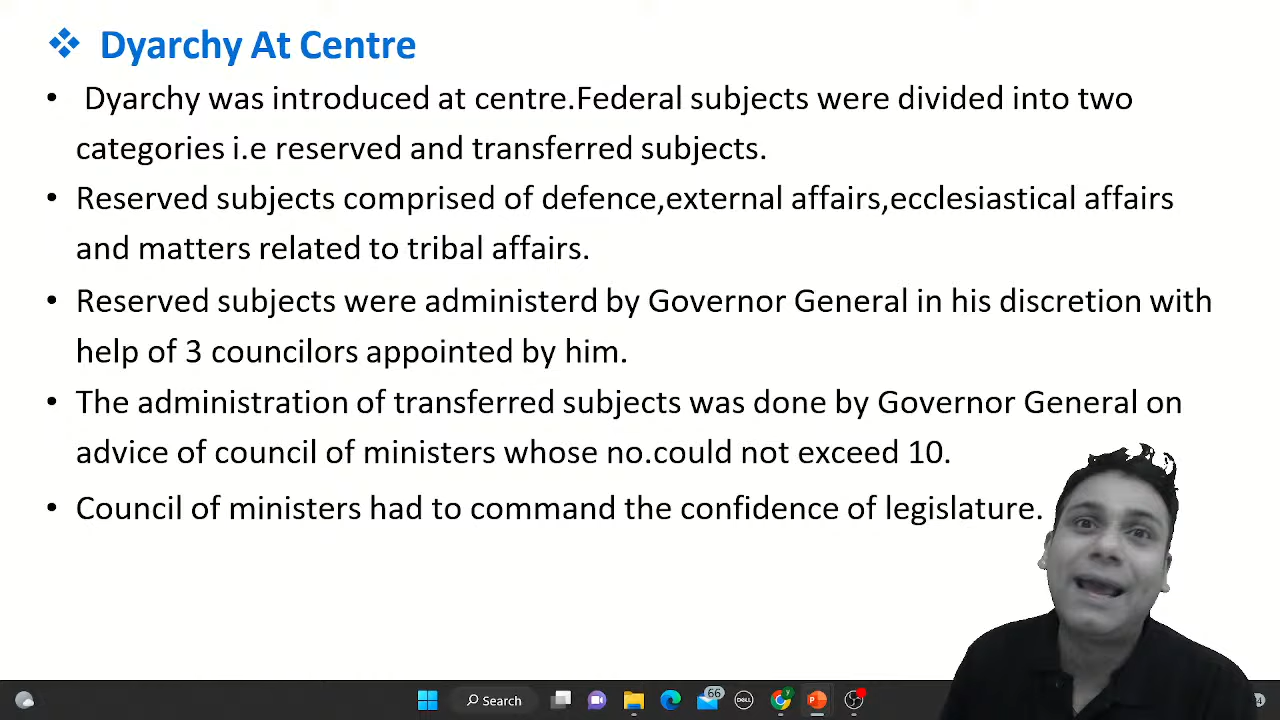 Dyarchy At Centre
Dyarchy was introduced at centre.Federal subjects were divided into two
categories i.e reserved and transferred subjects.
Reserved subjects comprised of defence,external affairs,ecclesiastical affairs
and matters related to tribal affairs.
Reserved subjects were administerd by Governor General in his discretion with
help of 3 councilors appointed by him.
The administration of transferred subjects was done by Governor General on
advice of council of ministers whose no.could not exceed 10.
Council of ministers had to command the confidence of legislature.
Search
66
DELL